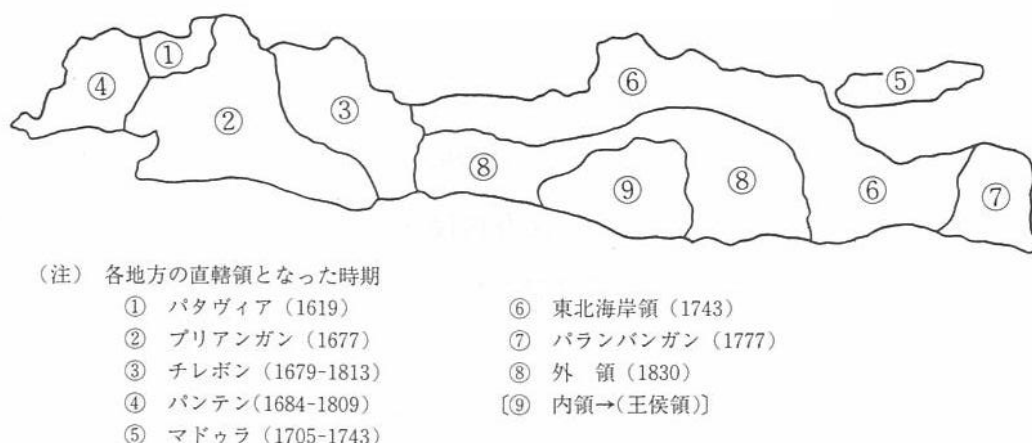 ①
④
②
③
⑥
⑤
⑧
⑨
⑧
⑥
⑦
(注) 各地方の直轄領となった時期
① パタヴィア (1619)
② プリアンガン (1677)
③ チレボン (1679-1813)
④ パンテン(1684-1809)
⑤ マドゥラ (1705-1743)
⑥ 東北海岸領 (1743)
⑦ パランバンガン (1777)
⑧ 外 領 (1830)
〔⑨ 内領→(王侯領)〕